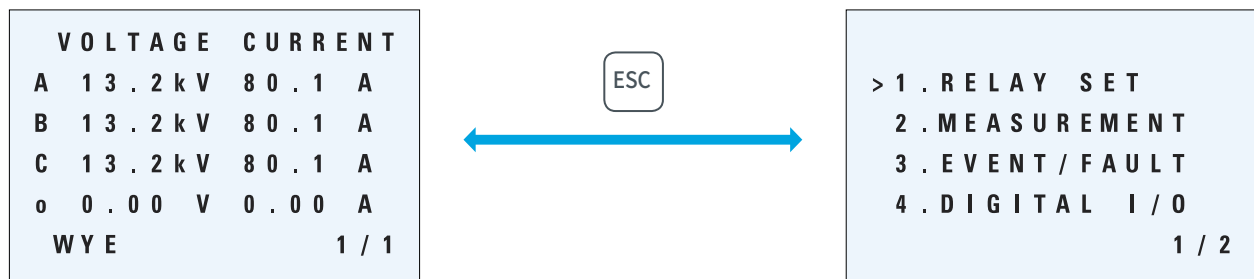 VOLTAGE CURRENT
A 13.2kV 80.1 A
B 13.2kV 80.1 A
C 13.2kV 80.1 A
o 0.00 V 0.00 A
WYE 1/1
ESC
>1.RELAY SET
2.MEASUREMENT
3.EVENT/FAULT
4.DIGITAL I/O
1/2